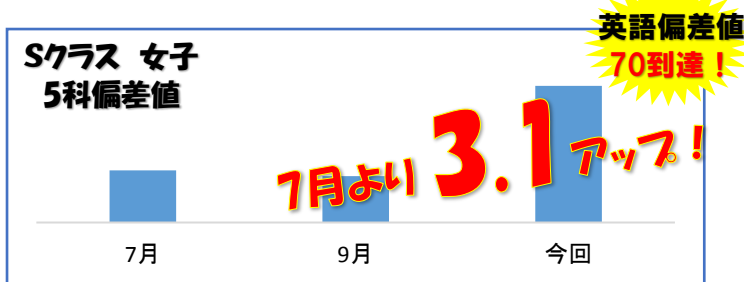 英語偏差値
70到達！
Sクラス 女子
5科偏差値
7月より 3.1 アップ！
7月
9月
今回